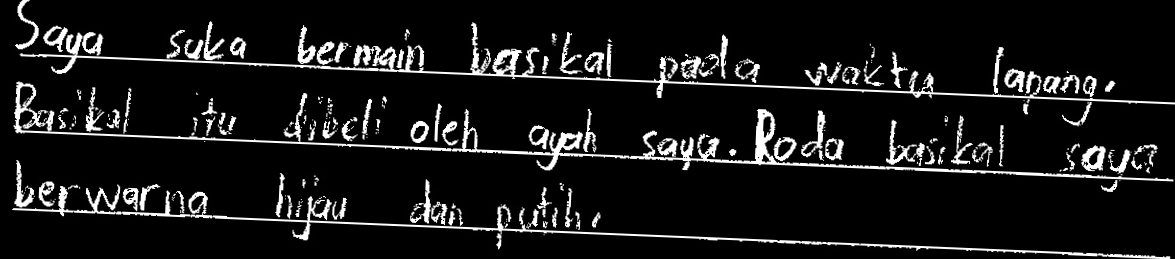 Saya suka bermain basikal pada waktu lapang.
Basikal itu dibeli oleh ayah saya. Roda basikal saya
berwarna hijau dan putih.